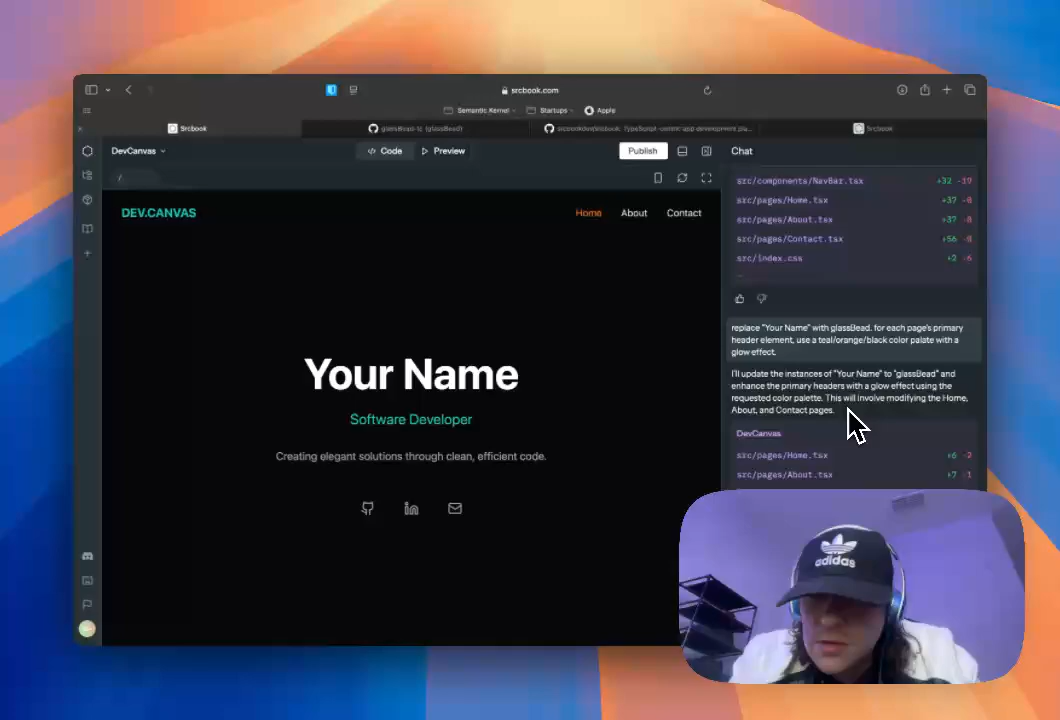 srcbook.com
Semantic Kernel
Startups
Apple
Srcbook
glassBead-tc (glassBead)
Srcbook
DevCanvas
Code
Preview
Publish
Chat
/
DEV.CANVAS
Home
About
Contact
Your Name
Software Developer
Creating elegant solutions through clean, efficient code.
src/components/NavBar.tsx +32 -19
src/pages/Home.tsx +37
src/pages/About.tsx +37
src/pages/Contact.tsx +56
src/index.css +2 -6
replace "Your Name" with glassBead. for each page's primary
header element, use a teal/orange/black color palate with a
glow effect.
I'll update the instances of "Your Name" to "glassBead" and
enhance the primary headers with a glow effect using the
requested color palette. This will involve modifying the Home,
About, and Contact pages.
DevCanvas
src/pages/Home.tsx +6 -2
src/pages/About.tsx +7 -1
adidas